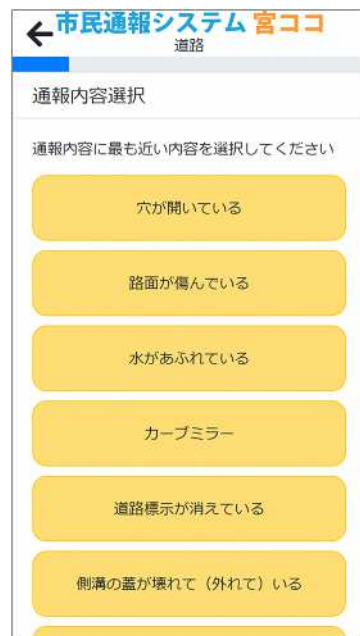 市民通報システム 宮ココ
道路
通報内容選択
通報内容に最も近い内容を選択してください
穴が開いている
路面が傷んでいる
水があふれている
カーブミラー
道路標示が消えている
側溝の蓋が壊れて（外れて）いる